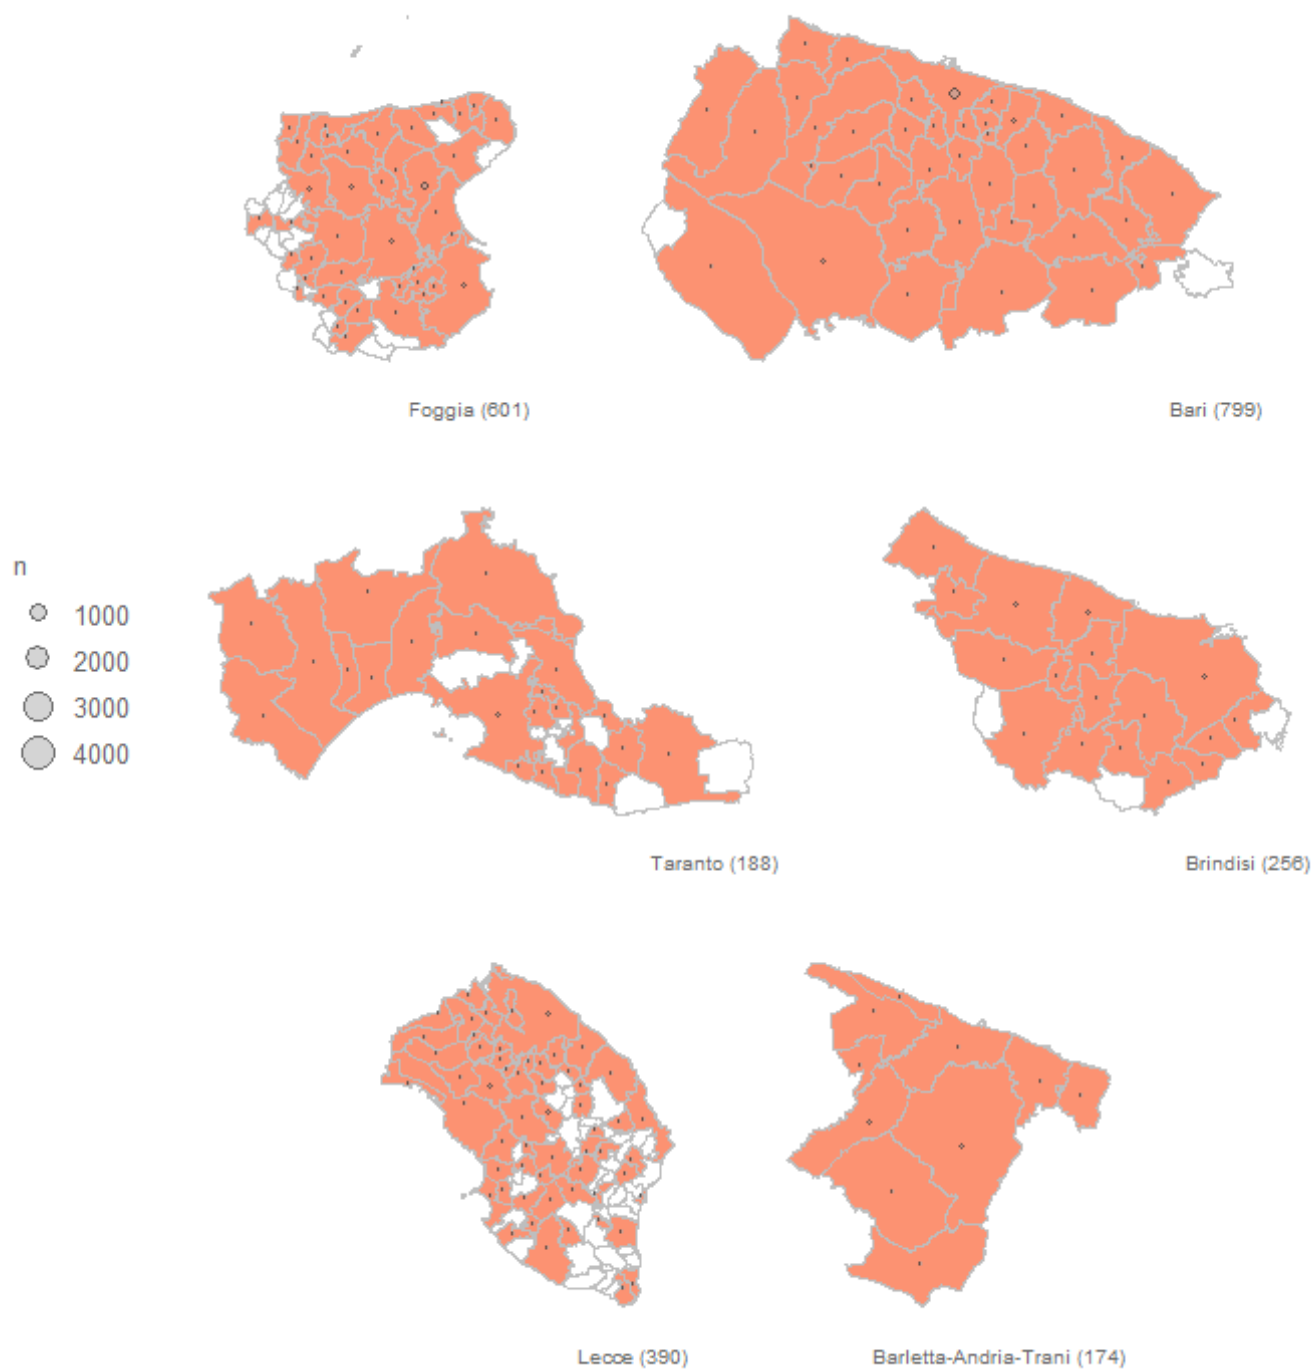 Foggia (601)
Bari (799)
n
1000
2000
3000
4000
Taranto (188)
Brindisi (256)
Lecce (390)
Barletta-Andria-Trani (174)